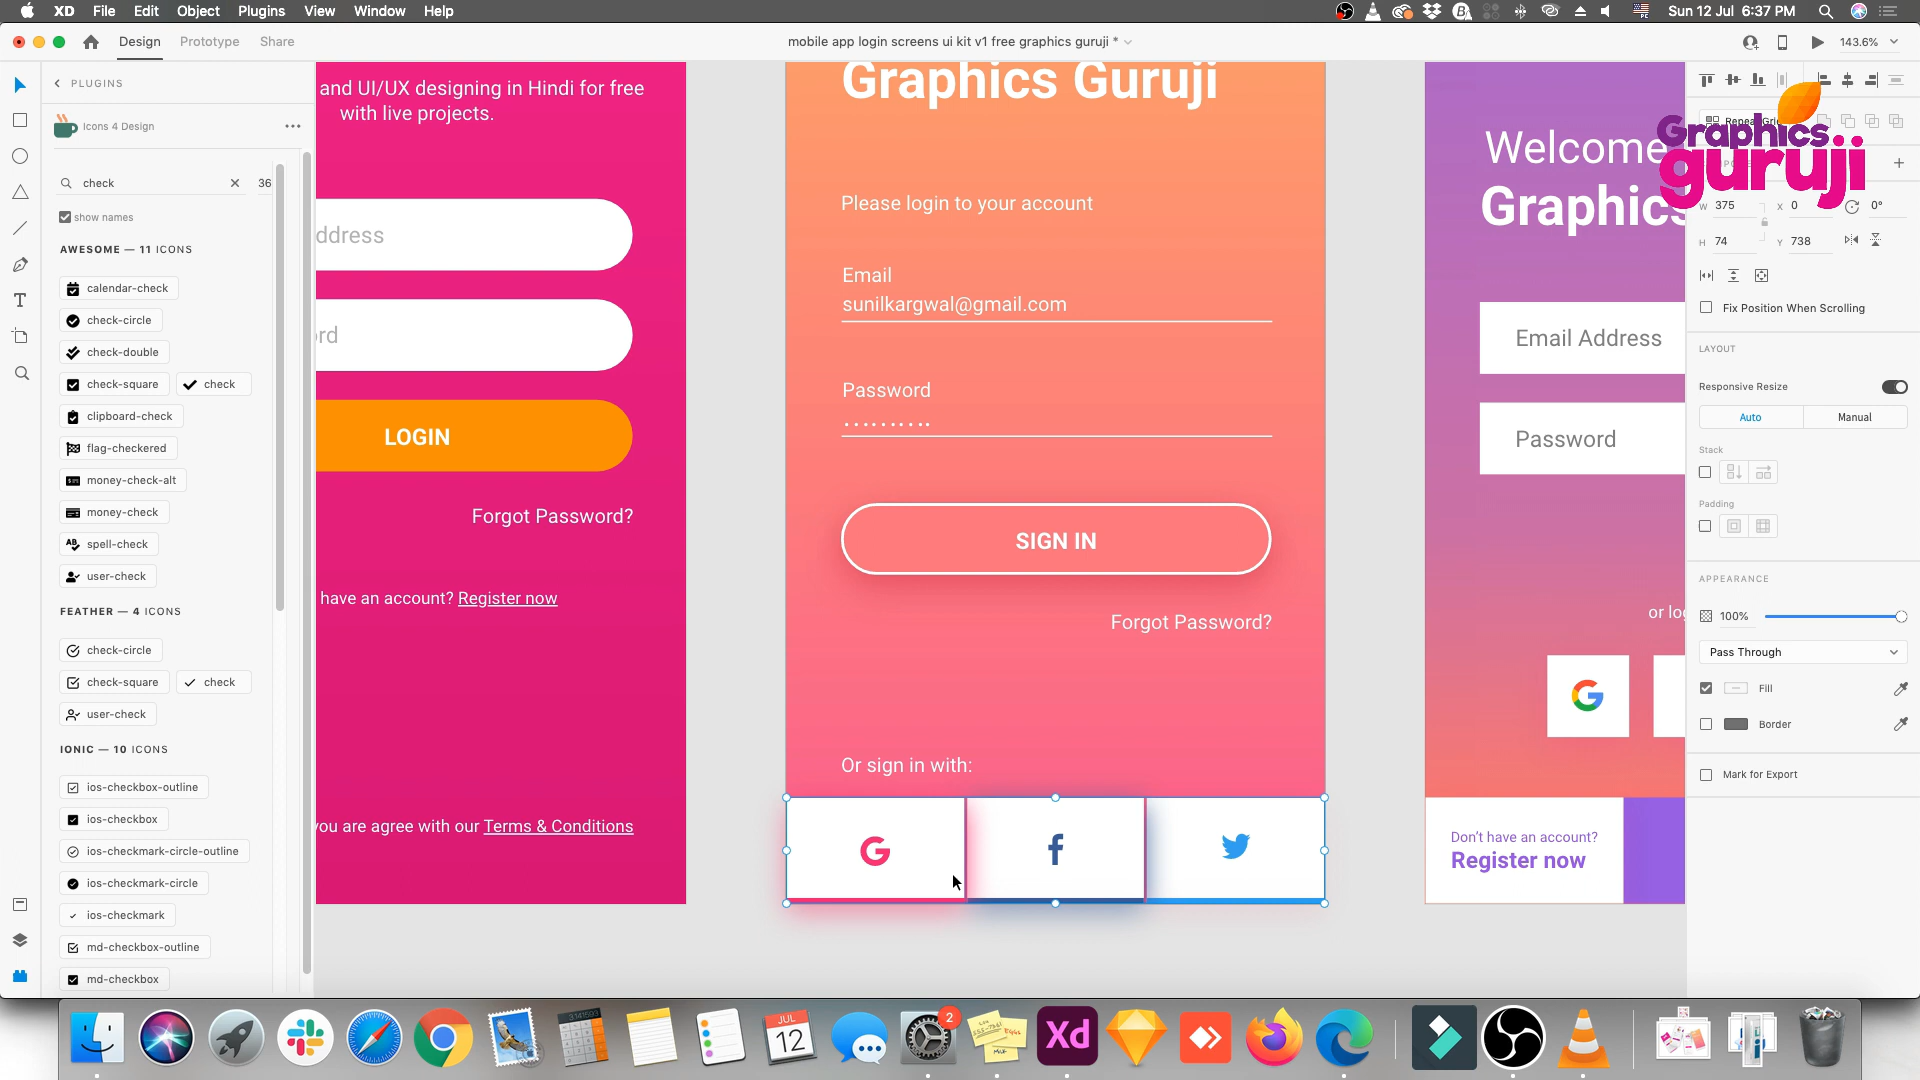 XD File Edit Object Plugins View Window Help
Sun 12 Jul 6:37 PM
Design Prototype Share
mobile app login screens ui kit v1 free graphics guruji *
143.6%
PLUGINS
Icons 4 Design
check
36
show names
AWESOME — 11 ICONS
calendar-check
check-circle
check-double
check-square check
clipboard-check
flag-checkered
money-check-alt
money-check
spell-check
user-check
FEATHER — 4 ICONS
check-circle
check-square check
user-check
IONIC — 10 ICONS
ios-checkbox-outline
ios-checkbox
ios-checkmark-circle-outline
ios-checkmark-circle
ios-checkmark
md-checkbox-outline
md-checkbox
and UI/UX designing in Hindi for free
with live projects.
ddress
rd
LOGIN
Forgot Password?
have an account? Register now
you are agree with our Terms & Conditions
Graphics Guruji
Please login to your account
Email
sunilkargwal@gmail.com
Password
SIGN IN
Forgot Password?
Or sign in with:
Welcome
Graphics
Email Address
Password
or log
Don't have an account?
Register now
Graphics
guruji
W 375 X 0 0°
H 74 Y 738
Fix Position When Scrolling
LAYOUT
Responsive Resize
Auto Manual
Stack
Padding
APPEARANCE
100%
Pass Through
Fill
Border
Mark for Export
JUL
12
2
Xd